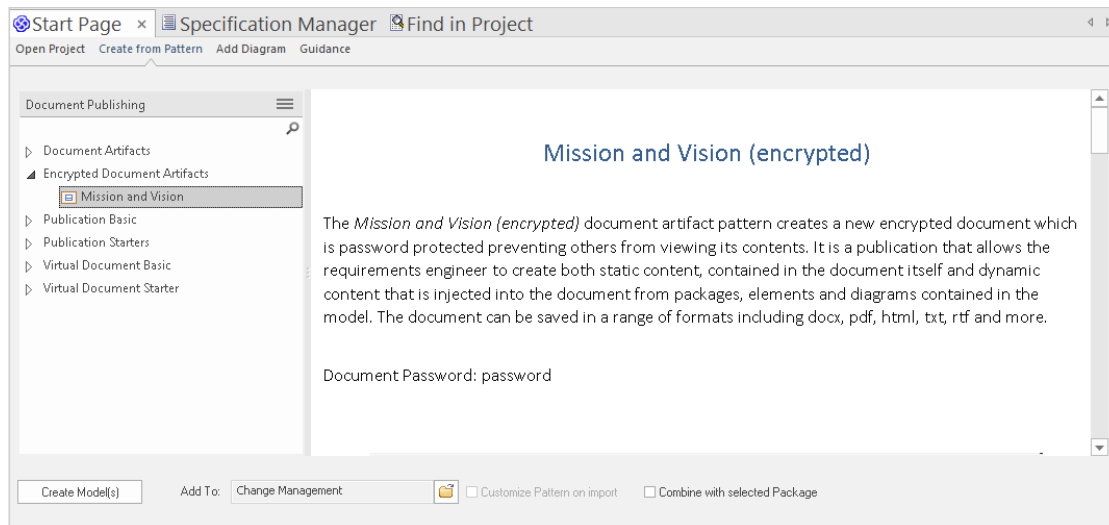 Start Page × Specification Manager Find in Project
Open Project Create from Pattern Add Diagram Guidance
Document Publishing
Document Artifacts
Encrypted Document Artifacts
Mission and Vision
Publication Basic
Publication Starters
Virtual Document Basic
Virtual Document Starter
Mission and Vision (encrypted)
The Mission and Vision (encrypted) document artifact pattern creates a new encrypted document which
is password protected preventing others from viewing its contents. It is a publication that allows the
requirements engineer to create both static content, contained in the document itself and dynamic
content that is injected into the document from packages, elements and diagrams contained in the
model. The document can be saved in a range of formats including docx, pdf, html, txt, rtf and more.
Document Password: password
Create Model(s) Add To: Change Management Customize Pattern on import Combine with selected Package